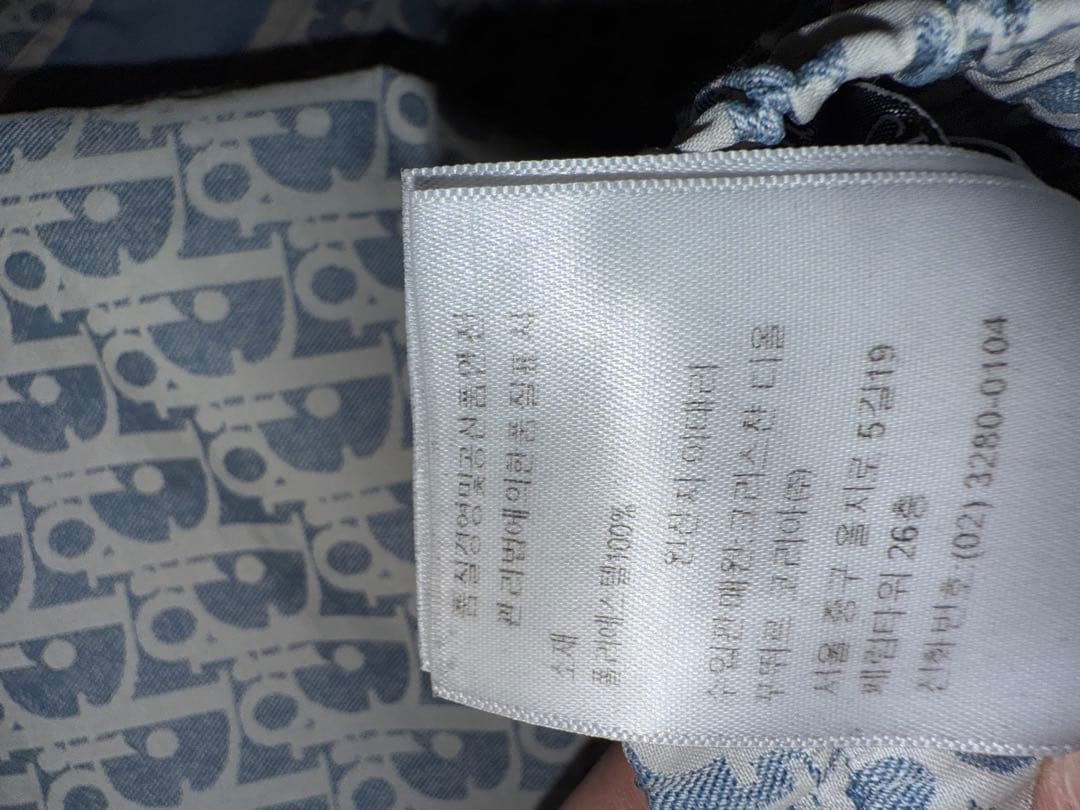 품질경영및공산품안전
관리법에의한품질표시
소재
폴리에스텔100%
원산지 이태리
수입판매원:크리스챤 디올
꾸뛰르 코리아(주)
서울 중구 을지로 5길19
페럼타워 26층
전화번호 :(02) 3280-0104
Dior